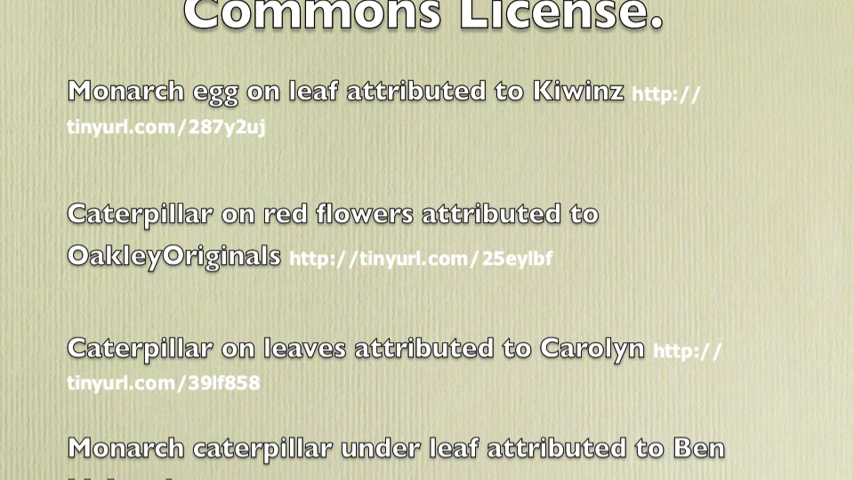 Commons License.
Monarch egg on leaf attributed to Kiwinz http://
tinyurl.com/287y2uj
Caterpillar on red flowers attributed to
OakleyOriginals http://tinyurl.com/25eylbf
Caterpillar on leaves attributed to Carolyn http://
tinyurl.com/39lf858
Monarch caterpillar under leaf attributed to Ben